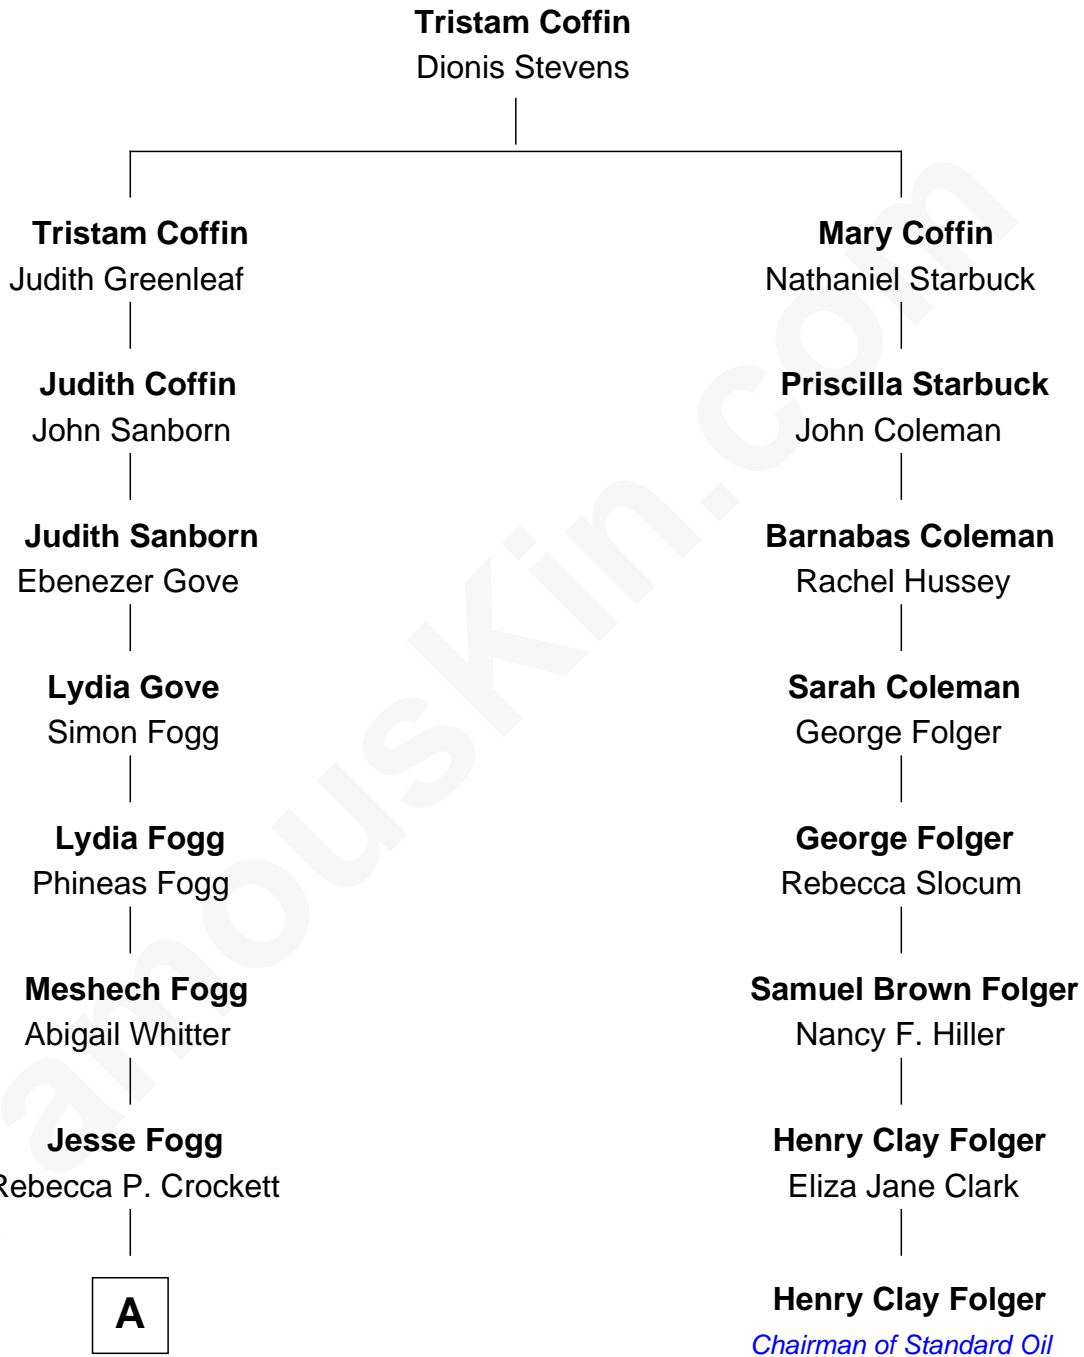 Tristam Coffin
Dionis Stevens
Tristam Coffin
Judith Greenleaf
Mary Coffin
Nathaniel Starbuck
Judith Coffin
John Sanborn
Priscilla Starbuck
John Coleman
Judith Sanborn
Ebenezer Gove
Barnabas Coleman
Rachel Hussey
Lydia Gove
Simon Fogg
Sarah Coleman
George Folger
Lydia Fogg
Phineas Fogg
George Folger
Rebecca Slocum
Meshech Fogg
Abigail Whitter
Samuel Brown Folger
Nancy F. Hiller
Jesse Fogg
Rebecca P. Crockett
Henry Clay Folger
Eliza Jane Clark
A
Henry Clay Folger
Chairman of Standard Oil
amouskin.com